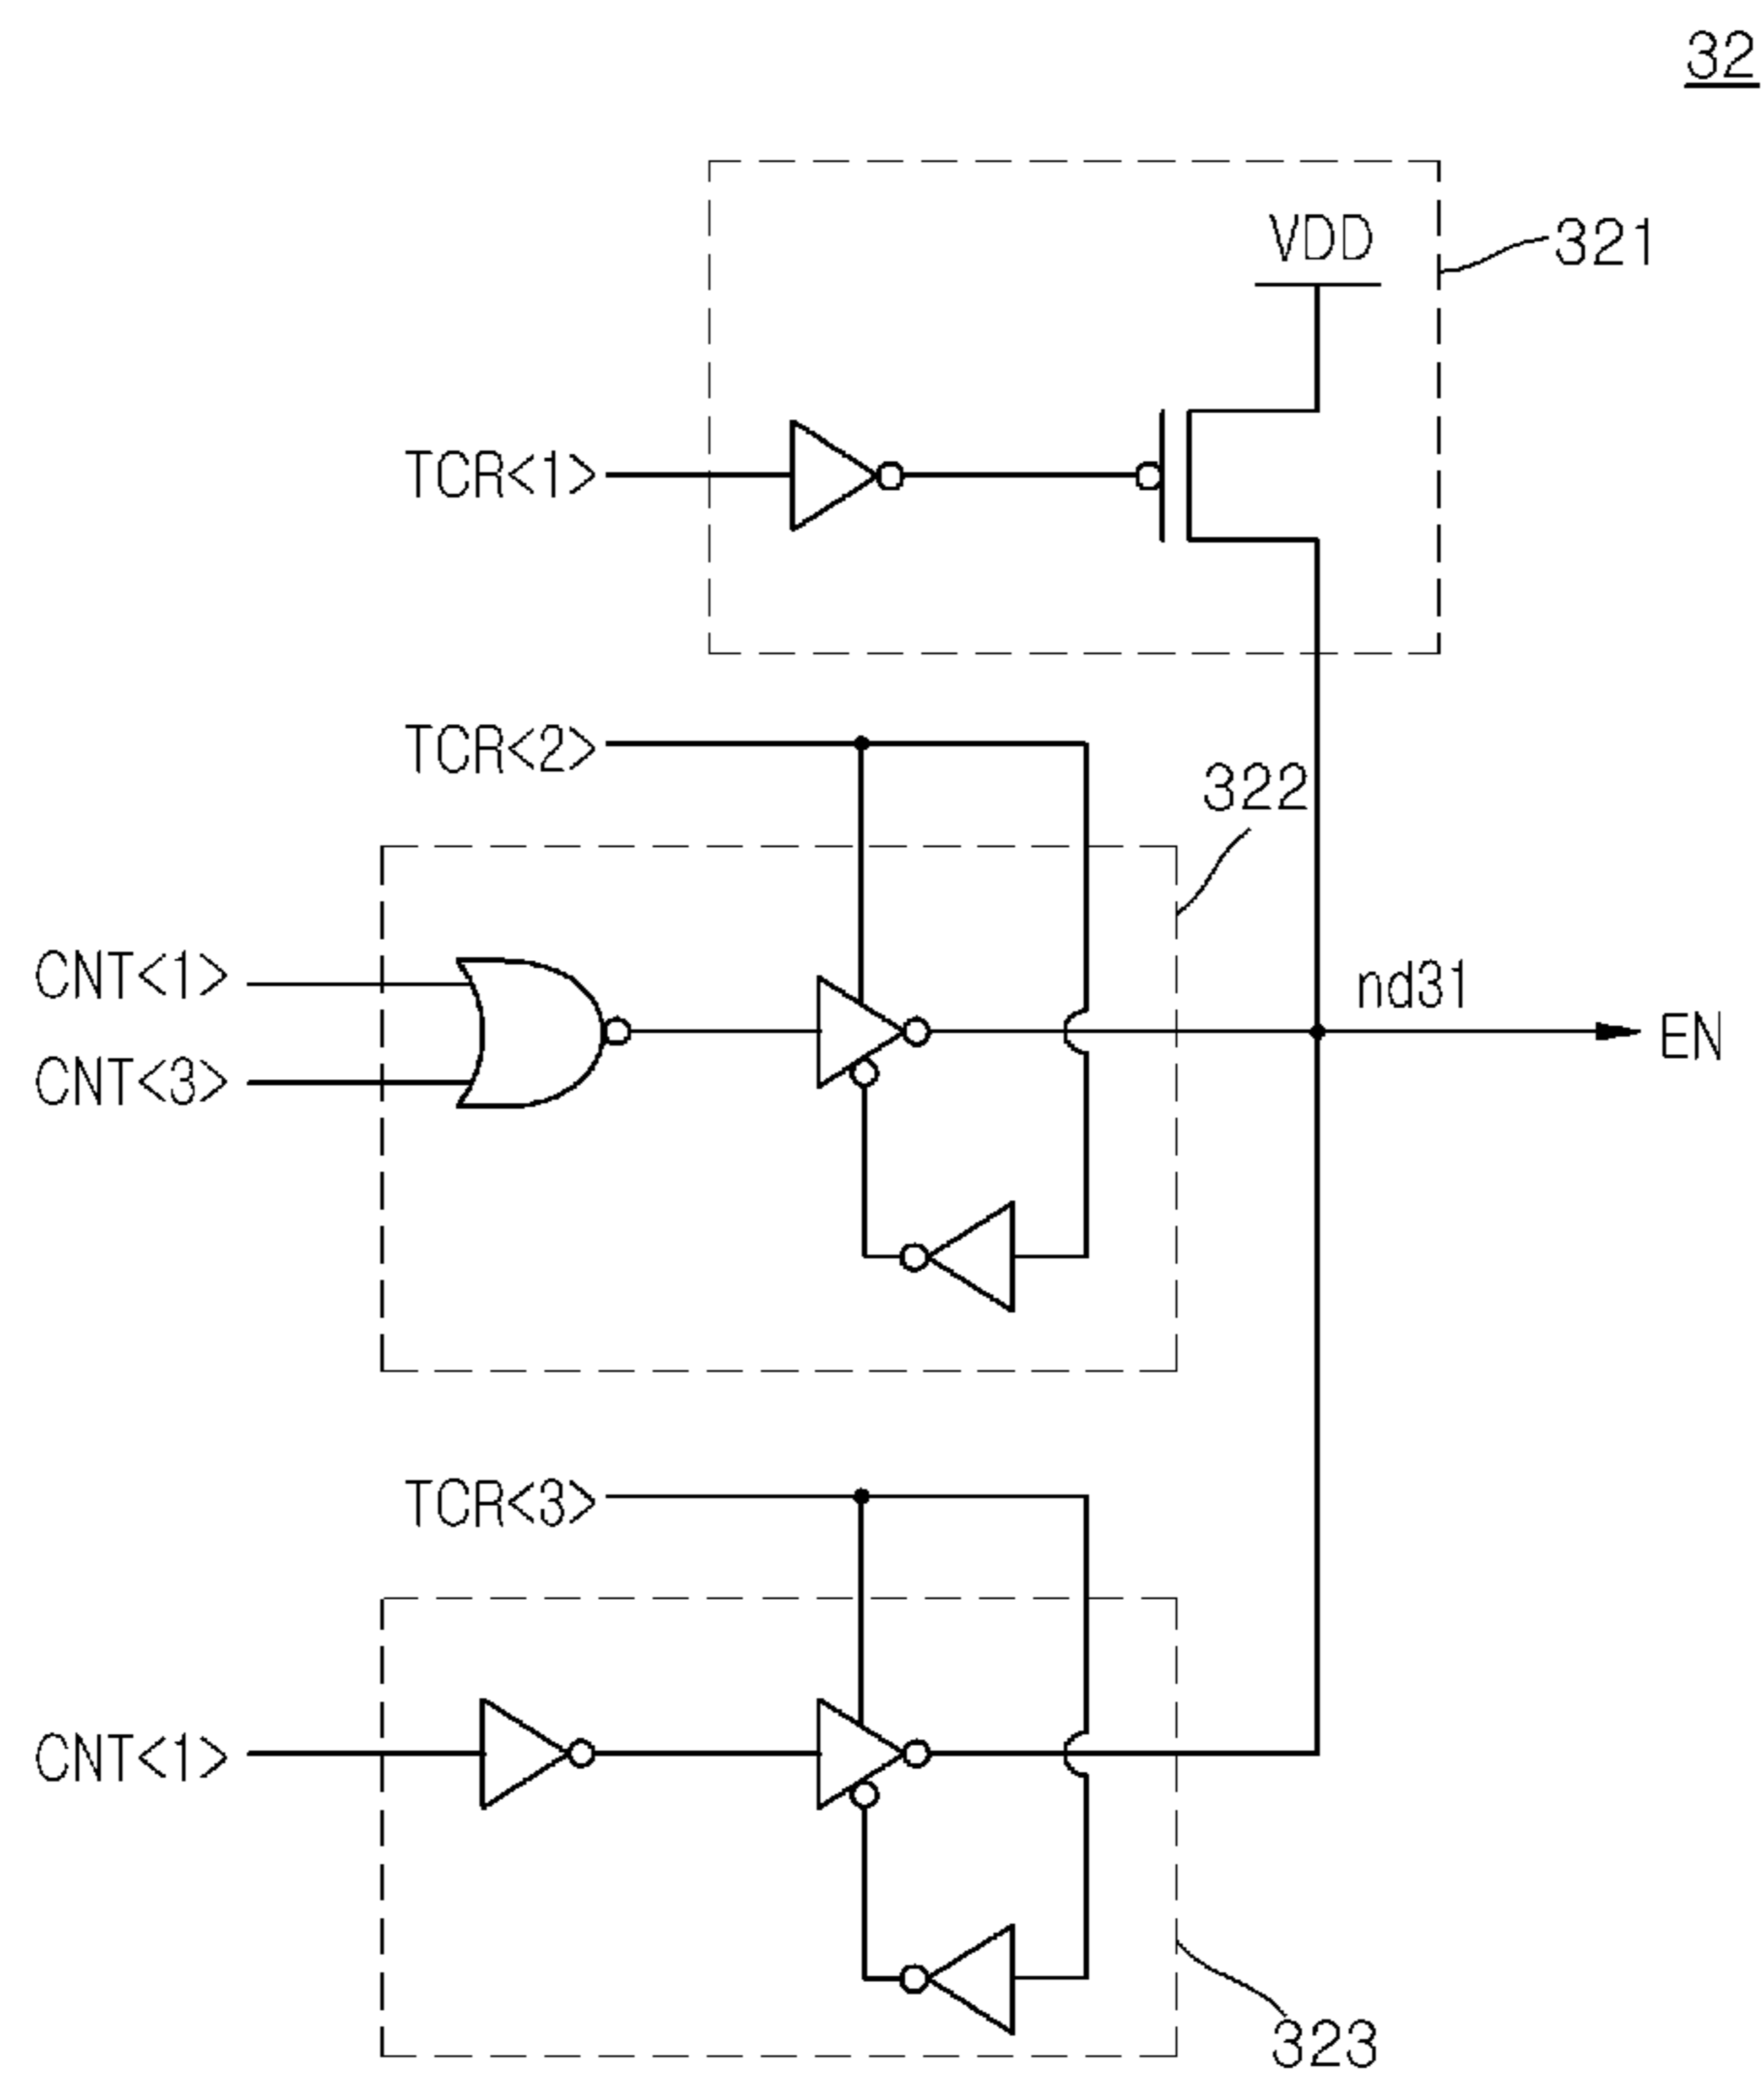 32
VDD
321
TCR<1>
TCR<2>
322
CNT<1>
nd31
EN
CNT<3>
TCR<3>
CNT<1>
323